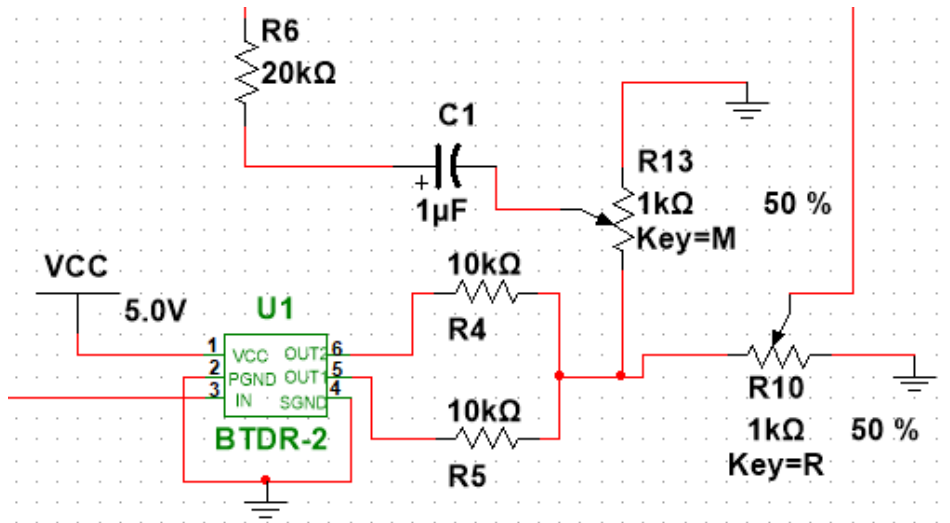 R6
20kΩ
C1
+
1µF
R13
1kΩ
50 %
Key=M
VCC
5.0V
U1
10kΩ
R4
1
2
3
VCC
PGND
IN
OUT2
OUT1
SGND
6
5
4
BTDR-2
10kΩ
R5
R10
1kΩ
50 %
Key=R